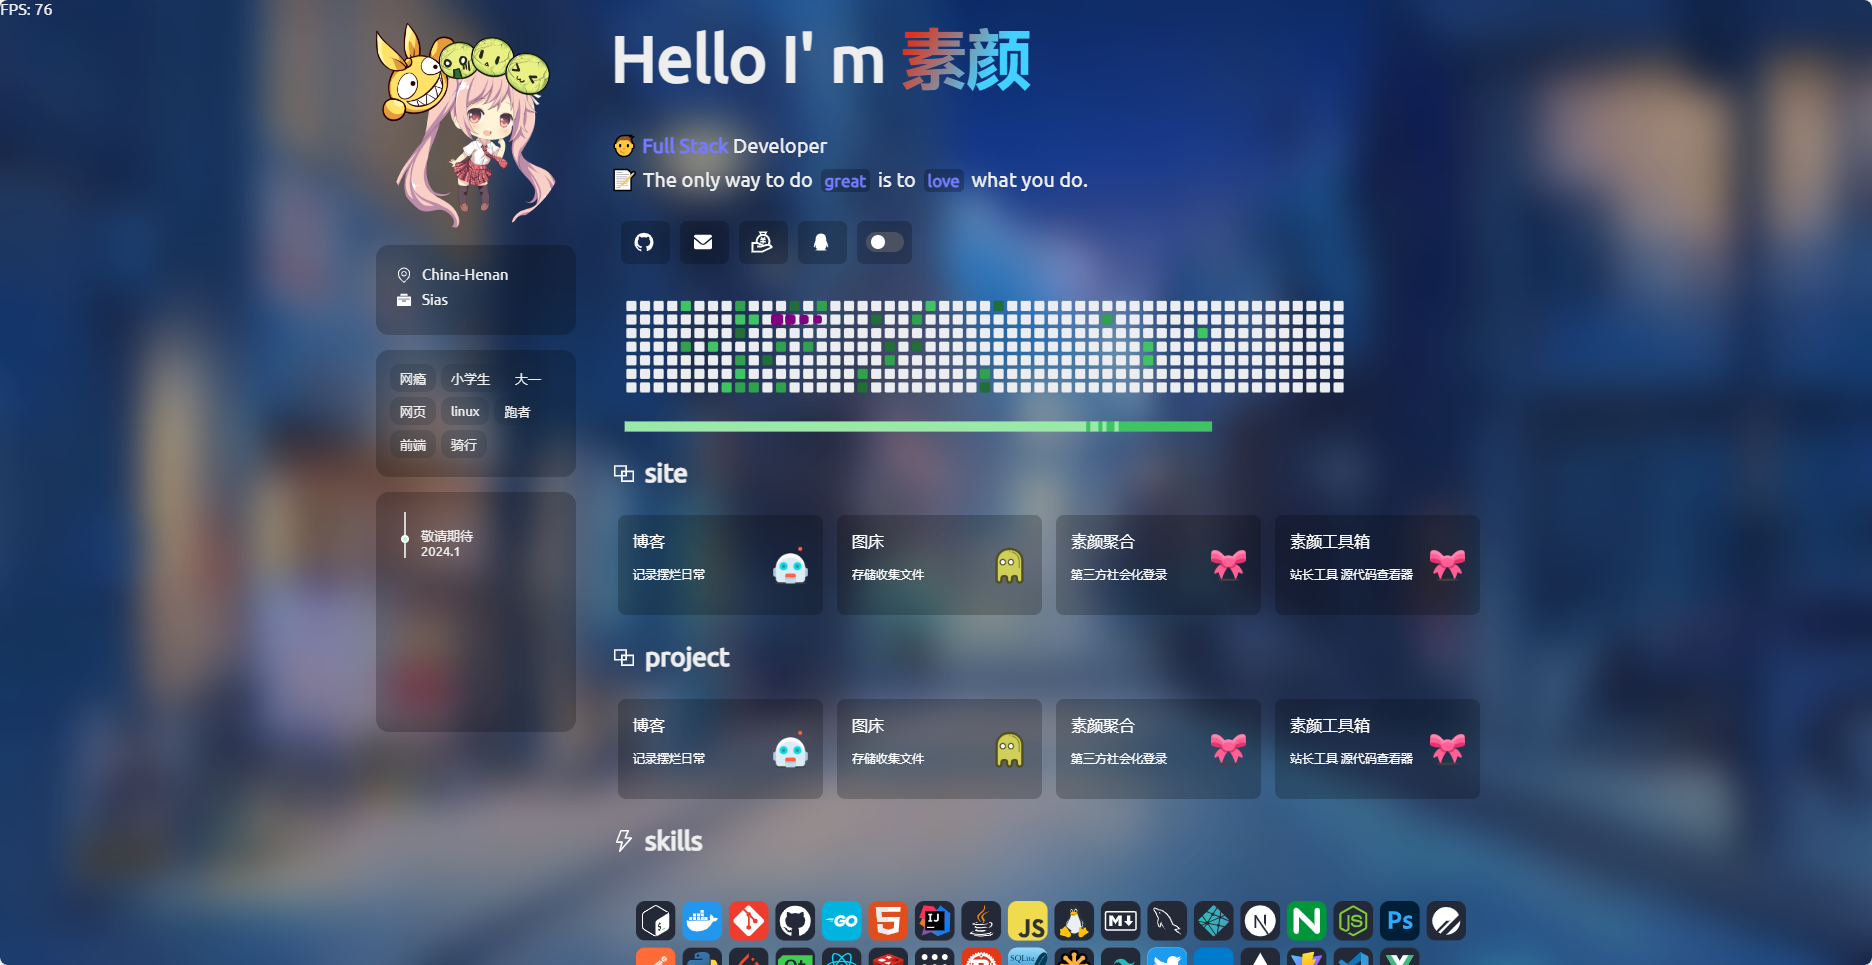 FPS: 76
Hello I' m 素颜
Full Stack Developer
The only way to do great is to love what you do.
China-Henan
Sias
网瘾 小学生 大一
网页 linux 跑者
前端 骑行
敬请期待
2024.1
site
博客
记录摆烂日常
图床
存储收集文件
素颜聚合
第三方社会化登录
素颜工具箱
站长工具 源代码查看器
project
博客
记录摆烂日常
图床
存储收集文件
素颜聚合
第三方社会化登录
素颜工具箱
站长工具 源代码查看器
skills
GO IJ JS M N N JS Ps
Qt SQLite